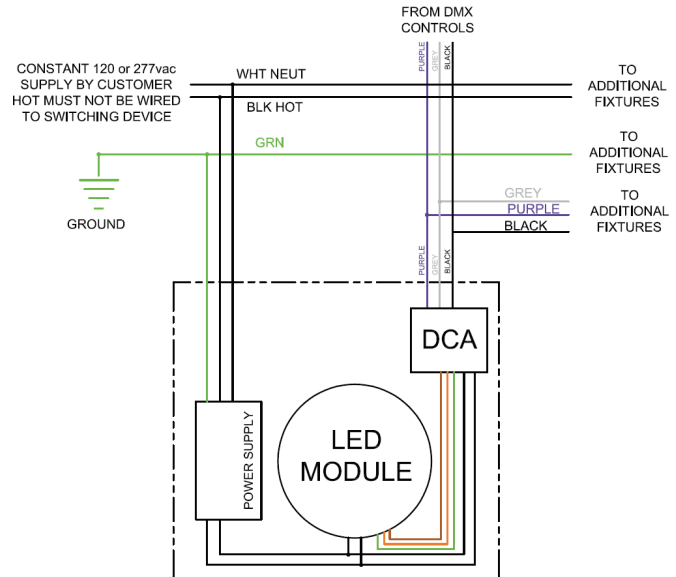 FROM DMX
CONTROLS
PURPLE
GREY
BLACK
CONSTANT 120 or 277vac
SUPPLY BY CUSTOMER
HOT MUST NOT BE WIRED
TO SWITCHING DEVICE
WHT NEUT
BLK HOT
TO
ADDITIONAL
FIXTURES
GRN
TO
ADDITIONAL
FIXTURES
GROUND
GREY
PURPLE
BLACK
TO
ADDITIONAL
FIXTURES
PURPLE
GREY
BLACK
DCA
POWER SUPPLY
LED
MODULE